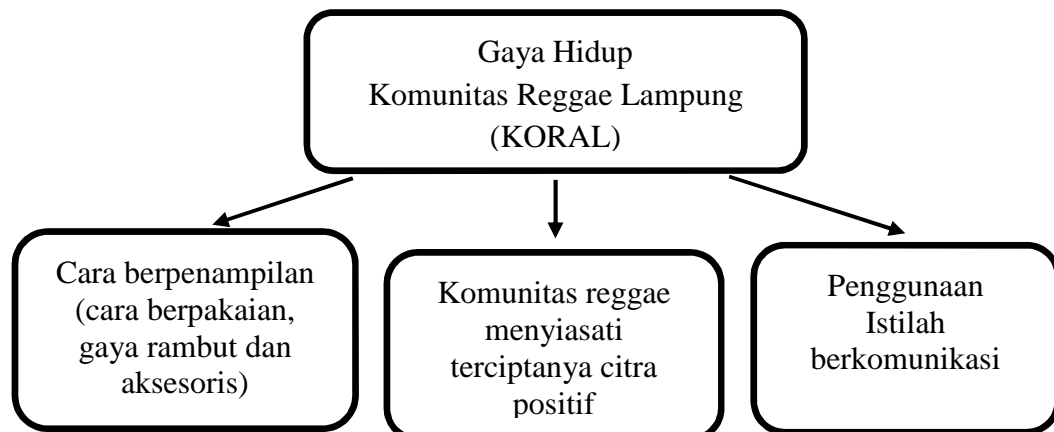 Gaya Hidup
Komunitas Reggae Lampung
(KORAL)
Cara berpenampilan
(cara berpakaian,
gaya rambut dan
aksesoris)
Komunitas reggae
menyiasati
terciptanya citra
positif
Penggunaan
Istilah
berkomunikasi